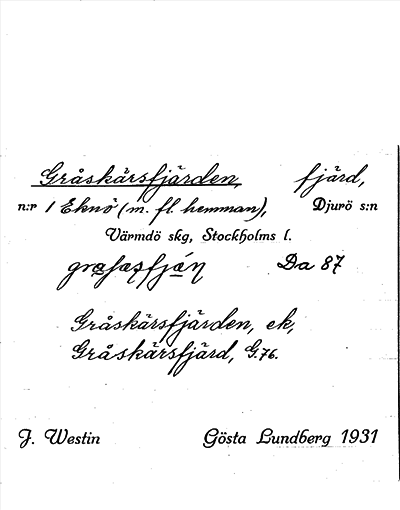 Gråskärsfjärden, fjärd,
n:r 1 Eknö (m. fl. hemman), Djurö s:n
Värmdö skg, Stockholms l.
Da 87
Gråskärsfjärden, ek,
Gråskärsfjärd, G. 76.
J. Westin Gösta Lundberg 1931